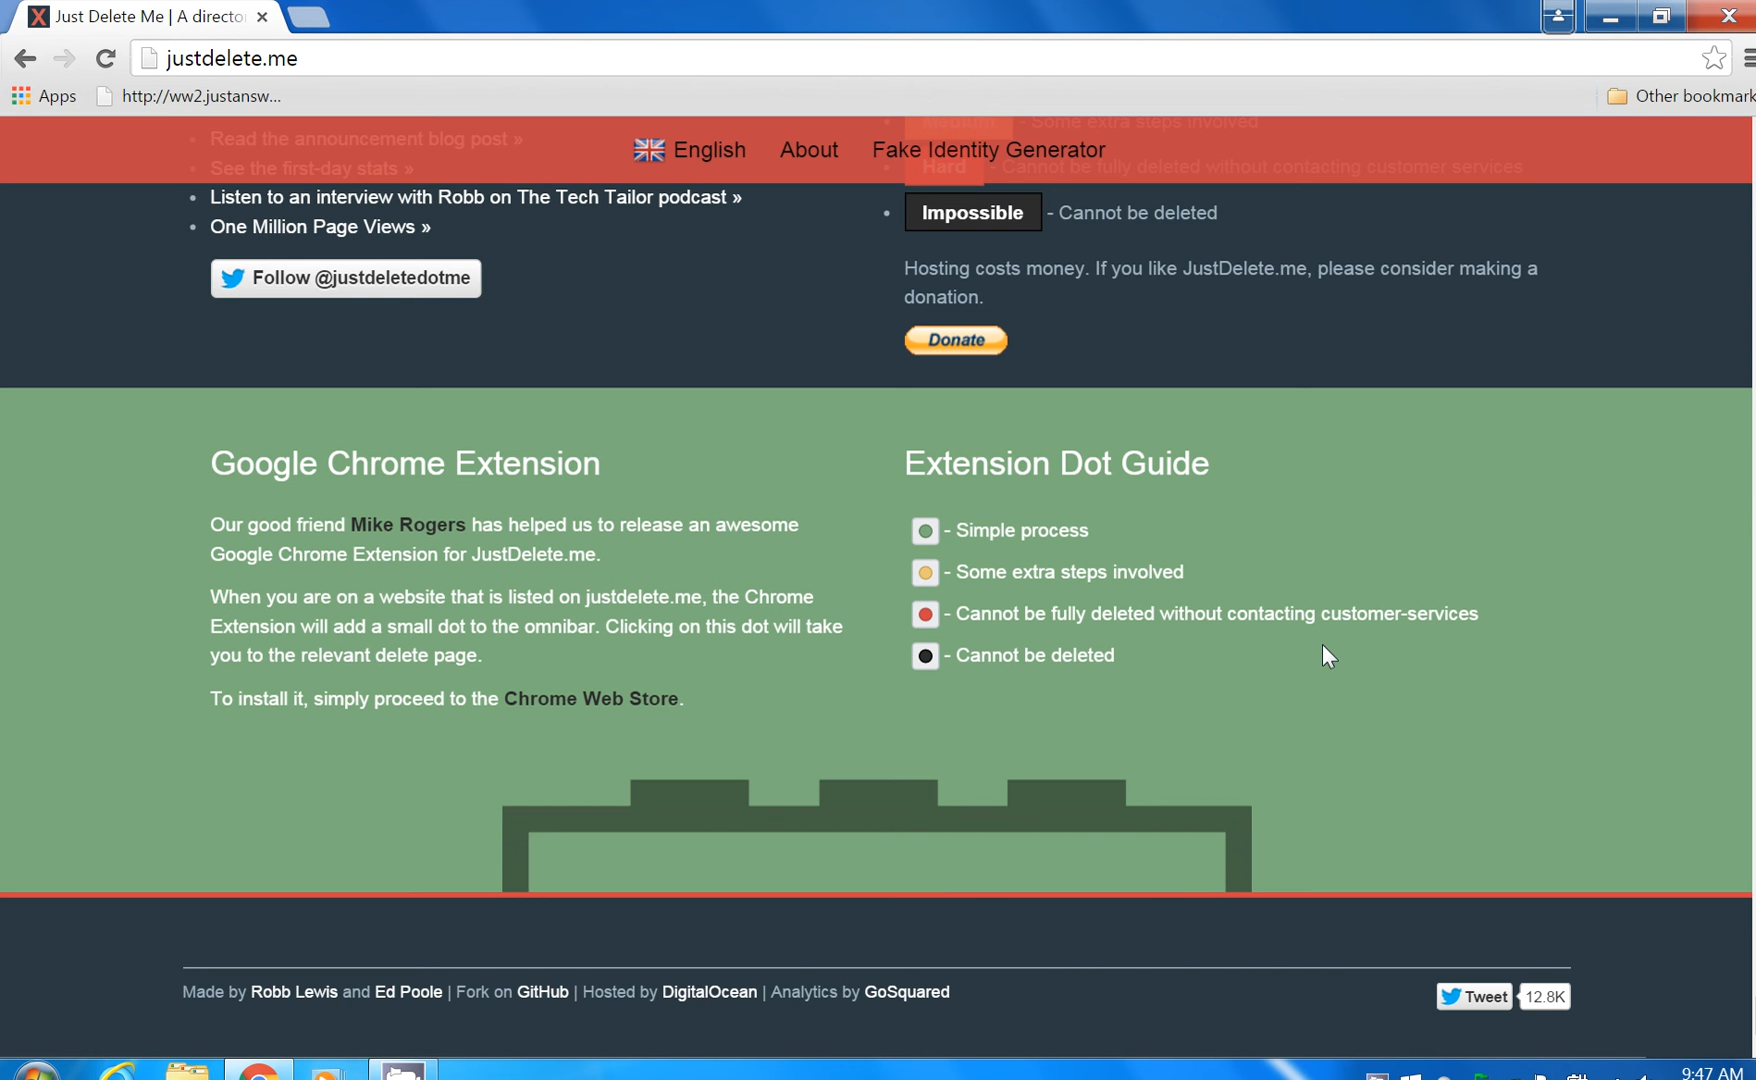 Just Delete Me | A director
justdelete.me
Apps
http://ww2.justansw...
Other bookmark
English
About
Fake Identity Generator
Read the announcement blog post »
See the first-day stats »
Listen to an interview with Robb on The Tech Tailor podcast »
One Million Page Views »
Follow @justdeletedotme
Medium - Some extra steps involved
Hard - Cannot be fully deleted without contacting customer services
Impossible - Cannot be deleted
Hosting costs money. If you like JustDelete.me, please consider making a
donation.
Donate
Google Chrome Extension
Our good friend Mike Rogers has helped us to release an awesome
Google Chrome Extension for JustDelete.me.
When you are on a website that is listed on justdelete.me, the Chrome
Extension will add a small dot to the omnibar. Clicking on this dot will take
you to the relevant delete page.
To install it, simply proceed to the Chrome Web Store.
Extension Dot Guide
- Simple process
- Some extra steps involved
- Cannot be fully deleted without contacting customer-services
- Cannot be deleted
Made by Robb Lewis and Ed Poole | Fork on GitHub | Hosted by DigitalOcean | Analytics by GoSquared
Tweet
12.8K
9:47 AM